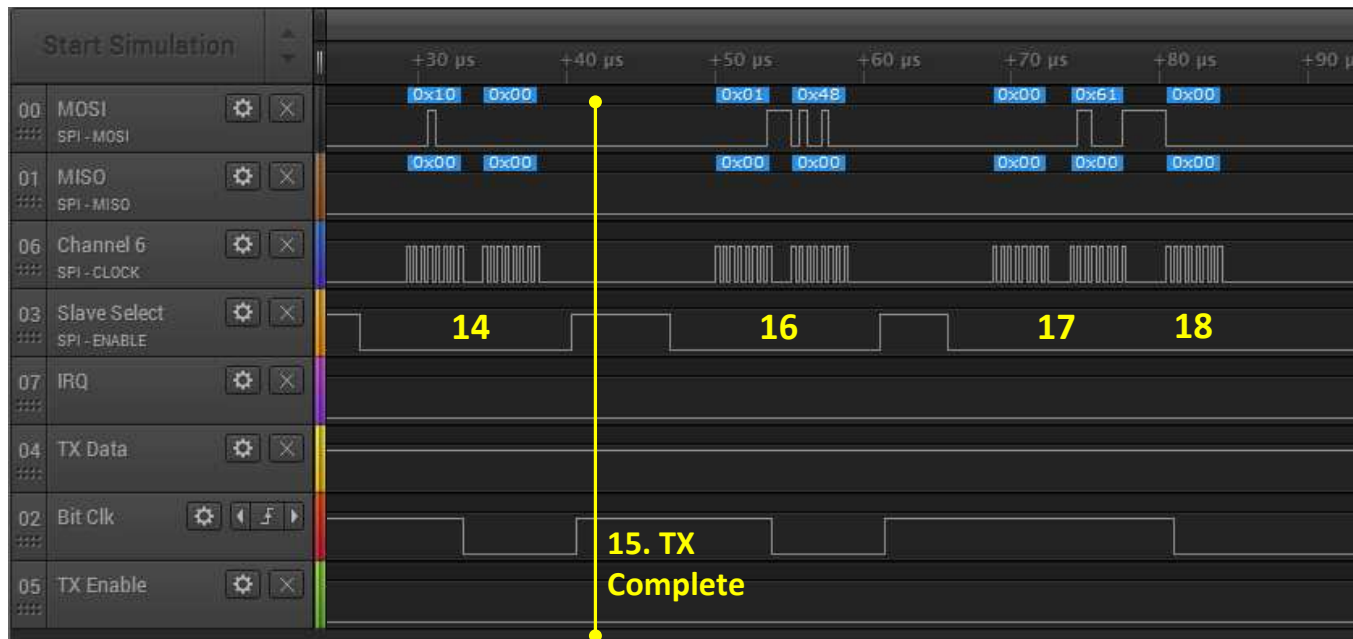 Start Simulation
+30 µs +40 µs +50 µs +60 µs +70 µs +80 µs +90 µ
00 MOSI
SPI - MOSI
0x10 0x00 0x01 0x48 0x00 0x61 0x00
01 MISO
SPI - MISO
0x00 0x00 0x00 0x00 0x00 0x00 0x00
06 Channel 6
SPI - CLOCK
03 Slave Select
SPI - ENABLE
14 16 17 18
07 IRQ
04 TX Data
02 Bit Clk
15. TX
Complete
05 TX Enable